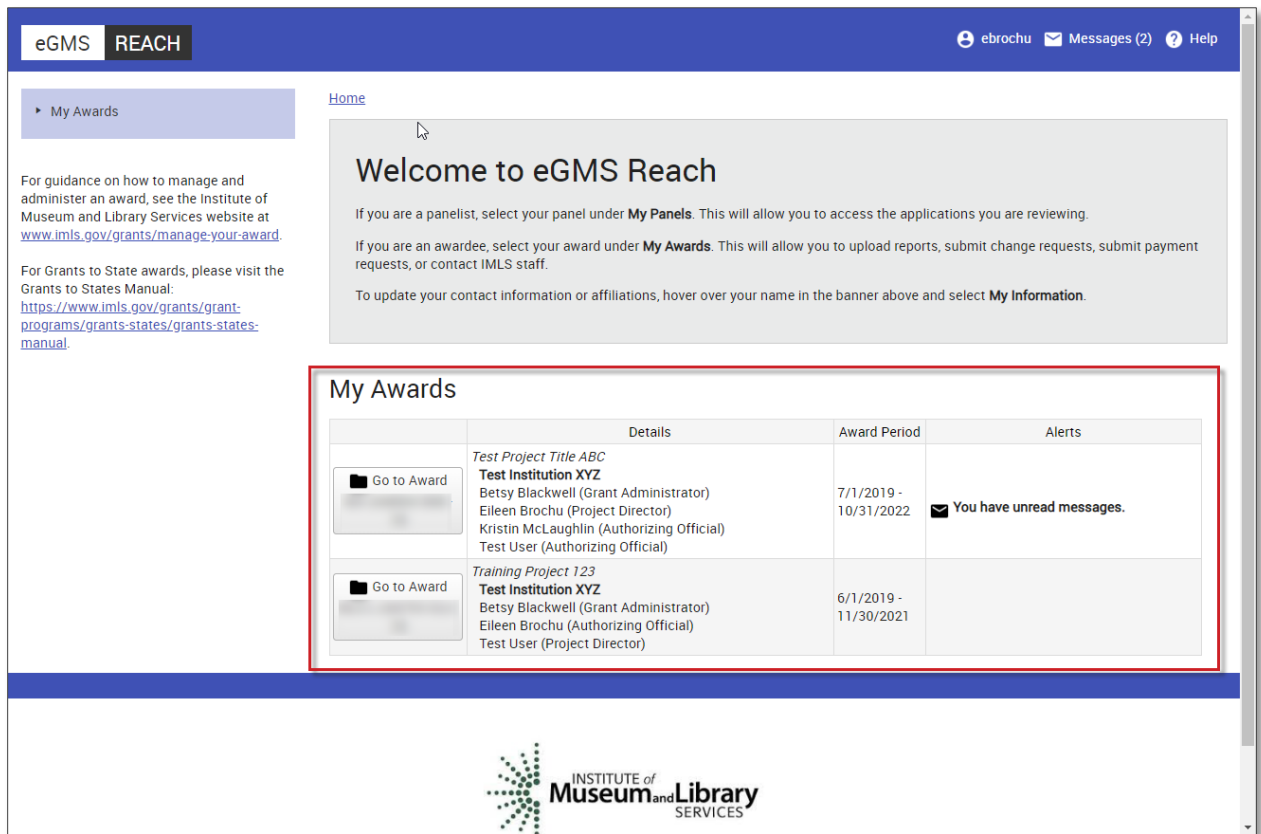 eGMS REACH
ebrochu Messages (2) Help
My Awards
For guidance on how to manage and
administer an award, see the Institute of
Museum and Library Services website at
www.imls.gov/grants/manage-your-award.
For Grants to State awards, please visit the
Grants to States Manual:
https://www.imls.gov/grants/grant-
programs/grants-states/grants-states-
manual.
Home
Welcome to eGMS Reach
If you are a panelist, select your panel under My Panels. This will allow you to access the applications you are reviewing.
If you are an awardee, select your award under My Awards. This will allow you to upload reports, submit change requests, submit payment
requests, or contact IMLS staff.
To update your contact information or affiliations, hover over your name in the banner above and select My Information.
My Awards
Details Award Period Alerts
Go to Award
Test Project Title ABC
Test Institution XYZ
Betsy Blackwell (Grant Administrator)
Eileen Brochu (Project Director)
Kristin McLaughlin (Authorizing Official)
Test User (Authorizing Official)
7/1/2019 -
10/31/2022
You have unread messages.
Go to Award
Training Project 123
Test Institution XYZ
Betsy Blackwell (Grant Administrator)
Eileen Brochu (Authorizing Official)
Test User (Project Director)
6/1/2019 -
11/30/2021
INSTITUTE of
Museum and Library
SERVICES